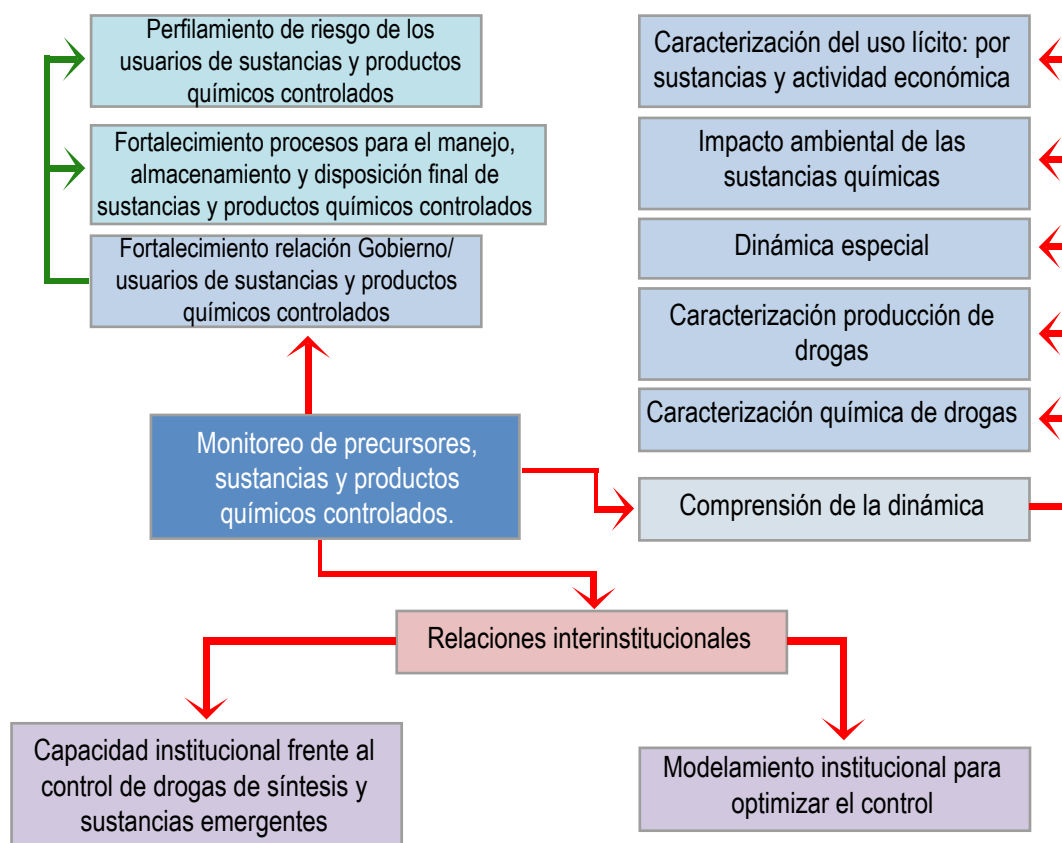 Perfilamiento de riesgo de los
usuarios de sustancias y productos
químicos controlados
Fortalecimiento procesos para el manejo,
almacenamiento y disposición final de
sustancias y productos químicos controlados
Fortalecimiento relación Gobierno/
usuarios de sustancias y productos
químicos controlados
Caracterización del uso lícito: por
sustancias y actividad económica
Impacto ambiental de las
sustancias químicas
Dinámica especial
Caracterización producción de
drogas
Caracterización química de drogas
Monitoreo de precursores,
sustancias y productos
químicos controlados.
Comprensión de la dinámica
Relaciones interinstitucionales
Capacidad institucional frente al
control de drogas de síntesis y
sustancias emergentes
Modelamiento institucional para
optimizar el control